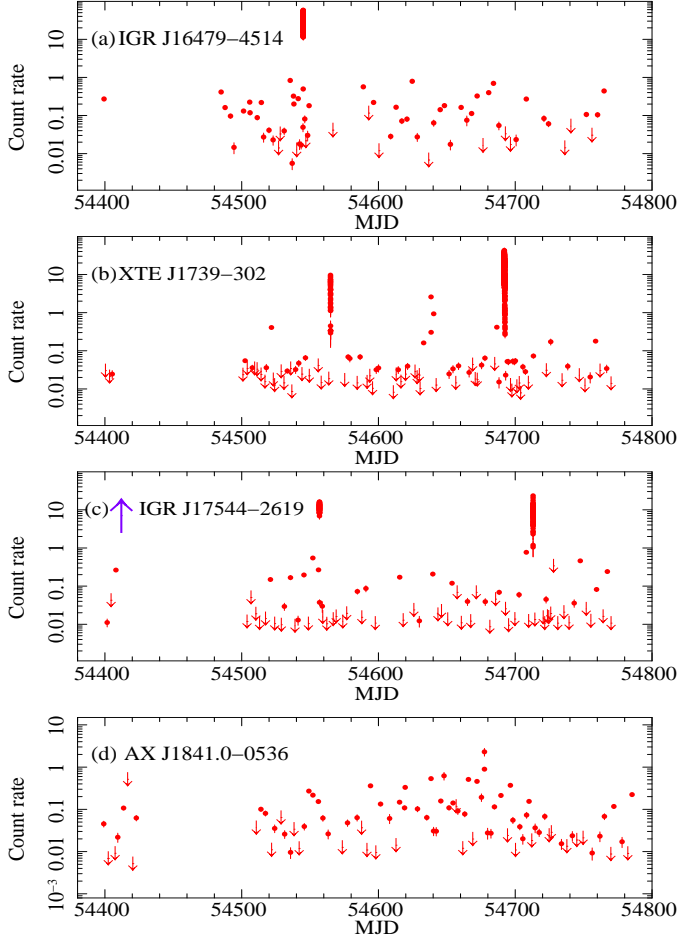 (a) IGR J16479−4514
Count rate
10
1
0.1
0.01
54400 54500 54600 54700 54800
MJD
(b) XTE J1739−302
Count rate
10
1
0.1
0.01
54400 54500 54600 54700 54800
MJD
(c) IGR J17544−2619
Count rate
10
1
0.1
0.01
54400 54500 54600 54700 54800
MJD
(d) AX J1841.0−0536
Count rate
10
1
0.1
0.01
10⁻³
54400 54500 54600 54700 54800
MJD